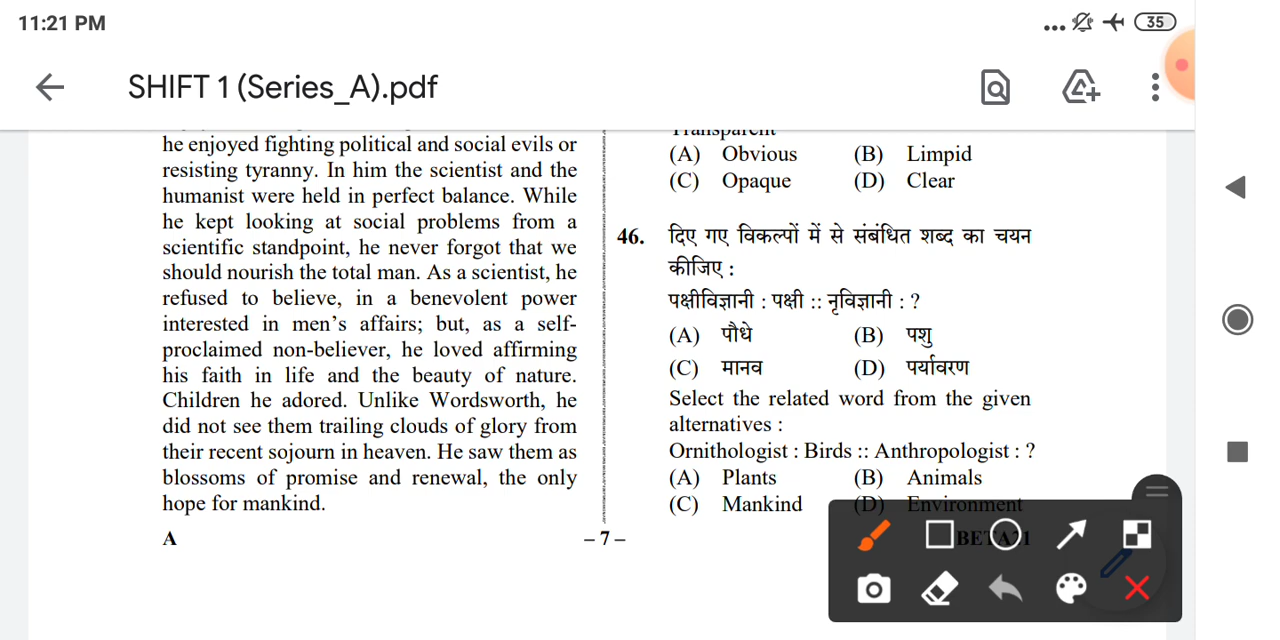 11:21 PM
35
SHIFT 1 (Series_A).pdf
he enjoyed fighting political and social evils or
resisting tyranny. In him the scientist and the
humanist were held in perfect balance. While
he kept looking at social problems from a
scientific standpoint, he never forgot that we
should nourish the total man. As a scientist, he
refused to believe, in a benevolent power
interested in men's affairs; but, as a self-
proclaimed non-believer, he loved affirming
his faith in life and the beauty of nature.
Children he adored. Unlike Wordsworth, he
did not see them trailing clouds of glory from
their recent sojourn in heaven. He saw them as
blossoms of promise and renewal, the only
hope for mankind.
Transparent
(A) Obvious (B) Limpid
(C) Opaque (D) Clear
46. दिए गए विकल्पों में से संबंधित शब्द का चयन
कीजिए :
पक्षीविज्ञानी : पक्षी :: नृविज्ञानी : ?
(A) पौधे (B) पशु
(C) मानव (D) पर्यावरण
Select the related word from the given
alternatives :
Ornithologist : Birds :: Anthropologist : ?
(A) Plants (B) Animals
(C) Mankind (D) Environment
A – 7 – BETA21